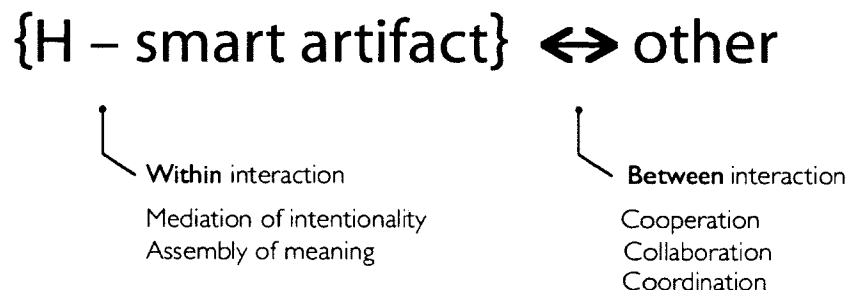 {H – smart artifact} ↔ other
Within interaction
Mediation of intentionality
Assembly of meaning
Between interaction
Cooperation
Collaboration
Coordination